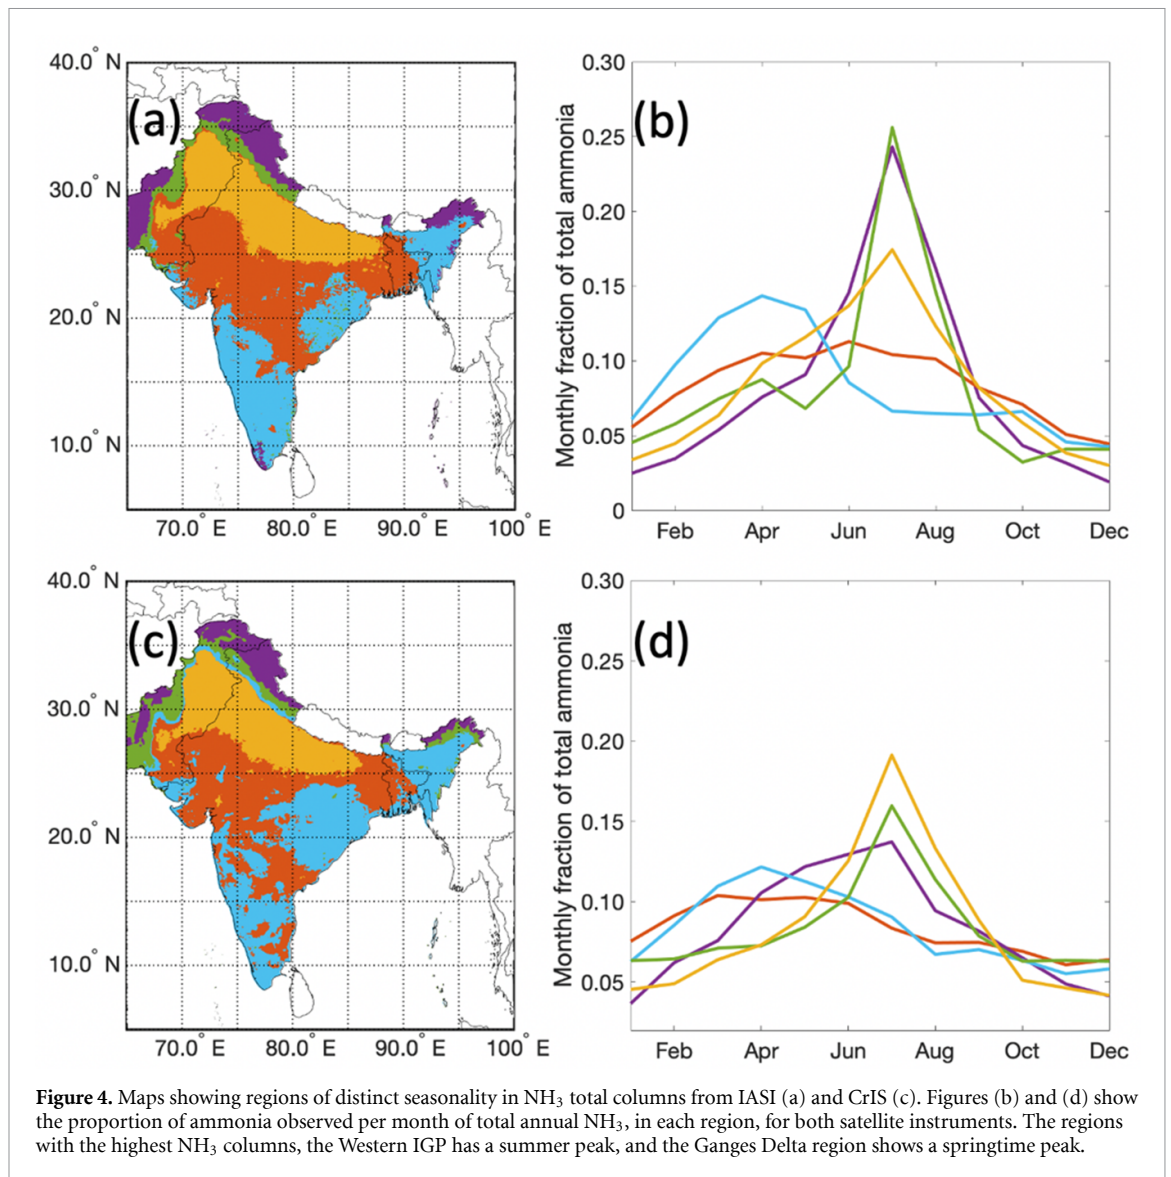 (a)
40.0° N
30.0° N
20.0° N
10.0° N
70.0° E 80.0° E 90.0° E 100° E
(b)
Monthly fraction of total ammonia
0.30
0.25
0.20
0.15
0.10
0.05
0
Feb Apr Jun Aug Oct Dec
(c)
40.0° N
30.0° N
20.0° N
10.0° N
70.0° E 80.0° E 90.0° E 100° E
(d)
Monthly fraction of total ammonia
0.30
0.25
0.20
0.15
0.10
0.05
Feb Apr Jun Aug Oct Dec
Figure 4. Maps showing regions of distinct seasonality in NH₃ total columns from IASI (a) and CrIS (c). Figures (b) and (d) show
the proportion of ammonia observed per month of total annual NH₃, in each region, for both satellite instruments. The regions
with the highest NH₃ columns, the Western IGP has a summer peak, and the Ganges Delta region shows a springtime peak.